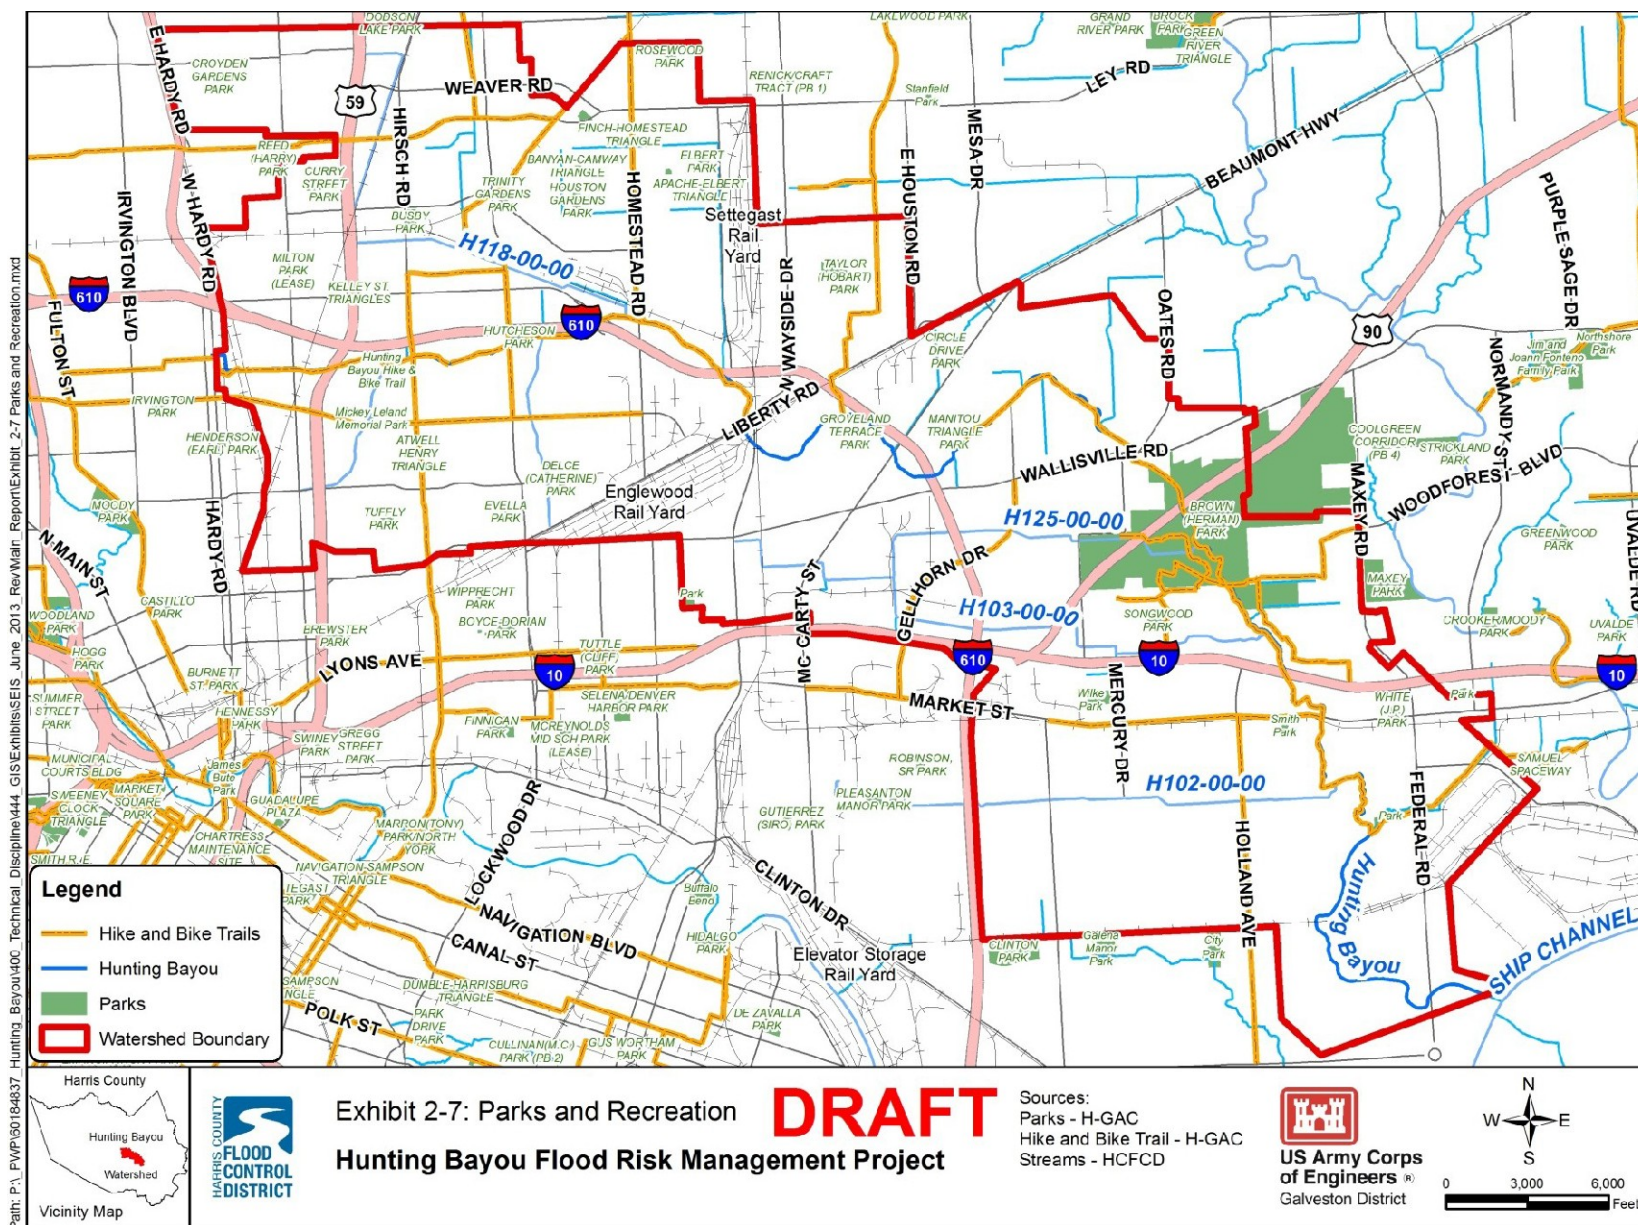 DODSON
LAKE PARK
LAKEWOOD PARK
GRAND
RIVER PARK
BROCK
PARK
GREEN
RIVER
TRIANGLE
E HARDY RD
CROYDEN
GARDENS
PARK
59
WEAVER RD
ROSEWOOD
PARK
RENICK/CRAFT
TRACT (PB 1)
Stanfield
Park
LEY RD
MESA DR
BEAUMONT HWY
HIRSCH RD
FINCH-HOMESTEAD
TRIANGLE
REED
(HARRY)
PARK
CURRY
STREET
PARK
BANYAN-CAMWAY
TRIANGLE
HOUSTON
GARDENS
PARK
ELBERT
PARK
APACHE-ELBERT
TRIANGLE
TRINITY
GARDENS
PARK
HOMESTEAD RD
E HOUSTON RD
PURPLE SAGE DR
IRVINGTON BLVD
W HARDY RD
BUSBY
PARK
Settegast
Rail
Yard
H118-00-00
MILTON
PARK
(LEASE)
KELLEY ST
TRIANGLES
N WAYSIDE DR
TAYLOR
(HOBART)
PARK
610
FULTON ST
610
HUTCHESON
PARK
OATES RD
90
CIRCLE
DRIVE
PARK
NORMANDY ST
Jim and
Joann Fonteno
Family Park
Northshore
Park
Hunting
Bayou Hike &
Bike Trail
IRVINGTON
PARK
Mickey Leland
Memorial Park
LIBERTY RD
GROVELAND
TERRACE
PARK
MANITOU
TRIANGLE
PARK
HENDERSON
(EARL) PARK
ATWELL
HENRY
TRIANGLE
WALLISVILLE RD
COOLGREEN
CORRIDOR
(PB 4)
STRICKLAND
PARK
WOODFOREST BLVD
DELCE
(CATHERINE)
PARK
Englewood
Rail Yard
MAXEY RD
MOODY
PARK
HARDY RD
TUFFLY
PARK
EVELLA
PARK
H125-00-00
BROWN
(HERMAN)
PARK
GREENWOOD
PARK
UVALDE RD
N MAIN ST
GELLHORN DR
MC CARTY ST
MAXEY
PARK
CASTILLO
PARK
WIPPRECHT
PARK
Park
H103-00-00
SONGWOOD
PARK
CROOKER/MOODY
PARK
UVALDE
PARK
WOODLAND
PARK
HOGG
PARK
BREWSTER
PARK
BOYCE-DORIAN
PARK
TUTTLE
(CLIFF)
PARK
LYONS AVE
10
610
10
10
BURNETT
ST. PARK
SUMMER
STREET
PARK
HENNESSY
PARK
SELENA/DENVER
HARBOR PARK
MARKET ST
Wilke
Park
MERCURY DR
WHITE
(J.P.)
PARK
Park
SWINEY
PARK
GREGG
STREET
PARK
FINNIGAN
PARK
MCREYNOLDS
MID SCH PARK
(LEASE)
Smith
Park
MUNICIPAL
COURTS BLDG
James
Bute
Park
ROBINSON,
SR PARK
SAMUEL
SPACEWAY
SWEENEY
CLOCK
TRIANGLE
MARKET
SQUARE
PARK
GUADALUPE
PLAZA
LOCKWOOD DR
GUTIERREZ
(SIRO) PARK
PLEASANTON
MANOR PARK
H102-00-00
Park
FEDERAL RD
CHARTRESS
MAINTENANCE
SITE
MARRON(TONY)
PARK/NORTH
YORK
SMITH R.E.
NAVIGATION-SAMPSON
TRIANGLE
HOLLAND AVE
CLINTON DR
Buffalo
Bend
Hunting Bayou
NAVIGATION BLVD
CANAL ST
HIDALGO
PARK
Elevator Storage
Rail Yard
CLINTON
PARK
Galena
Manor
Park
City
Park
SHIP CHANNEL
DUMBLE-HARRISBURG
TRIANGLE
POLK ST
PARK
DRIVE
PARK
CULLINAN(M.C.)
PARK (PB 2)
GUS WORTHAM
PARK
DE ZAVALLA
PARK
Legend
Hike and Bike Trails
Hunting Bayou
Parks
Watershed Boundary
Path: P:\_PWP\60184837_Hunting_Bayou\400_Technical_Discipline\444_GIS\Exhibits\SEIS_June_2013_Rev\Main_Report\Exhibit_2-7 Parks and Recreation.mxd
Harris County
Hunting Bayou
Watershed
Vicinity Map
HARRIS COUNTY
FLOOD
CONTROL
DISTRICT
Exhibit 2-7: Parks and Recreation
DRAFT
Hunting Bayou Flood Risk Management Project
Sources:
Parks - H-GAC
Hike and Bike Trail - H-GAC
Streams - HCFCD
US Army Corps
of Engineers ®
Galveston District
N
W E
S
0 3,000 6,000
Feet